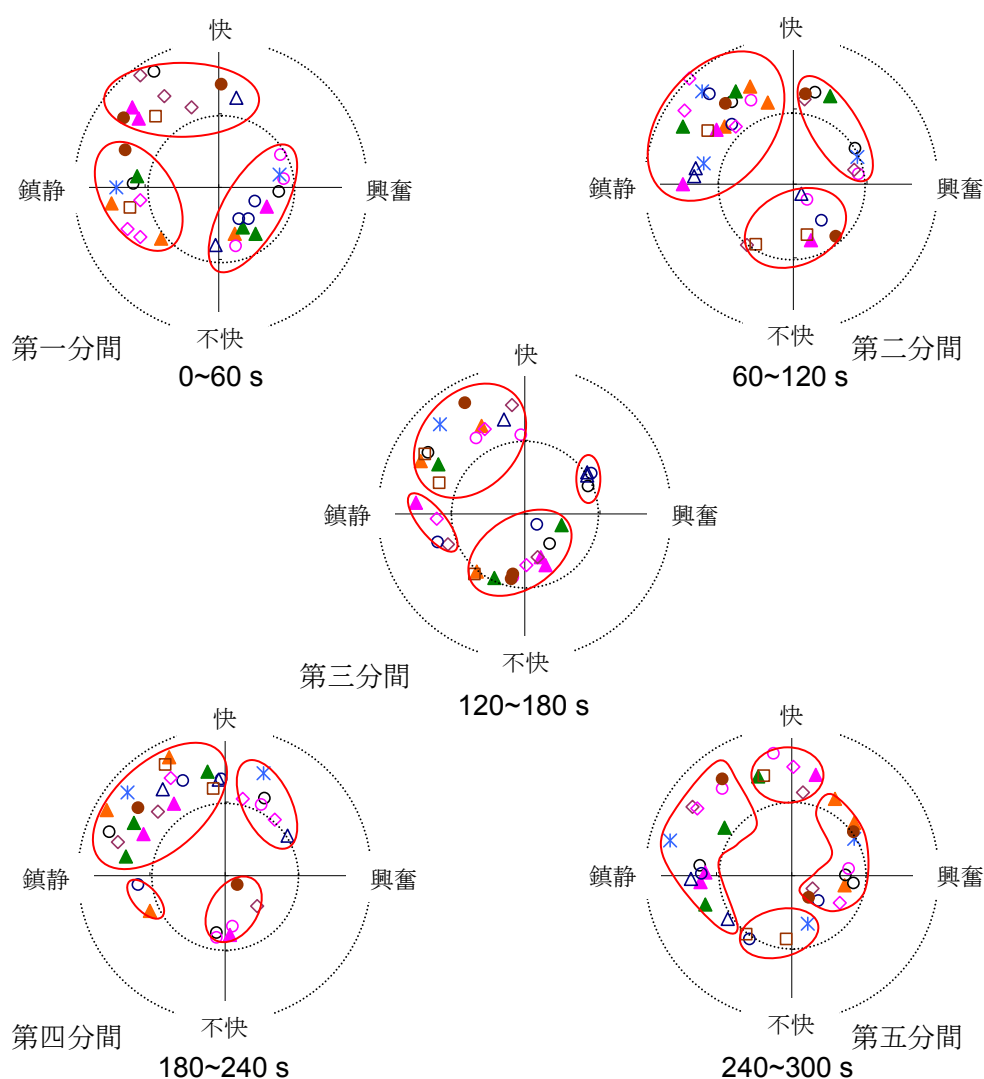 快
鎮静
興奮
不快
第一分間
0~60 s
快
鎮静
興奮
不快
第二分間
60~120 s
快
鎮静
興奮
不快
第三分間
120~180 s
快
鎮静
興奮
不快
第四分間
180~240 s
快
鎮静
興奮
不快
第五分間
240~300 s